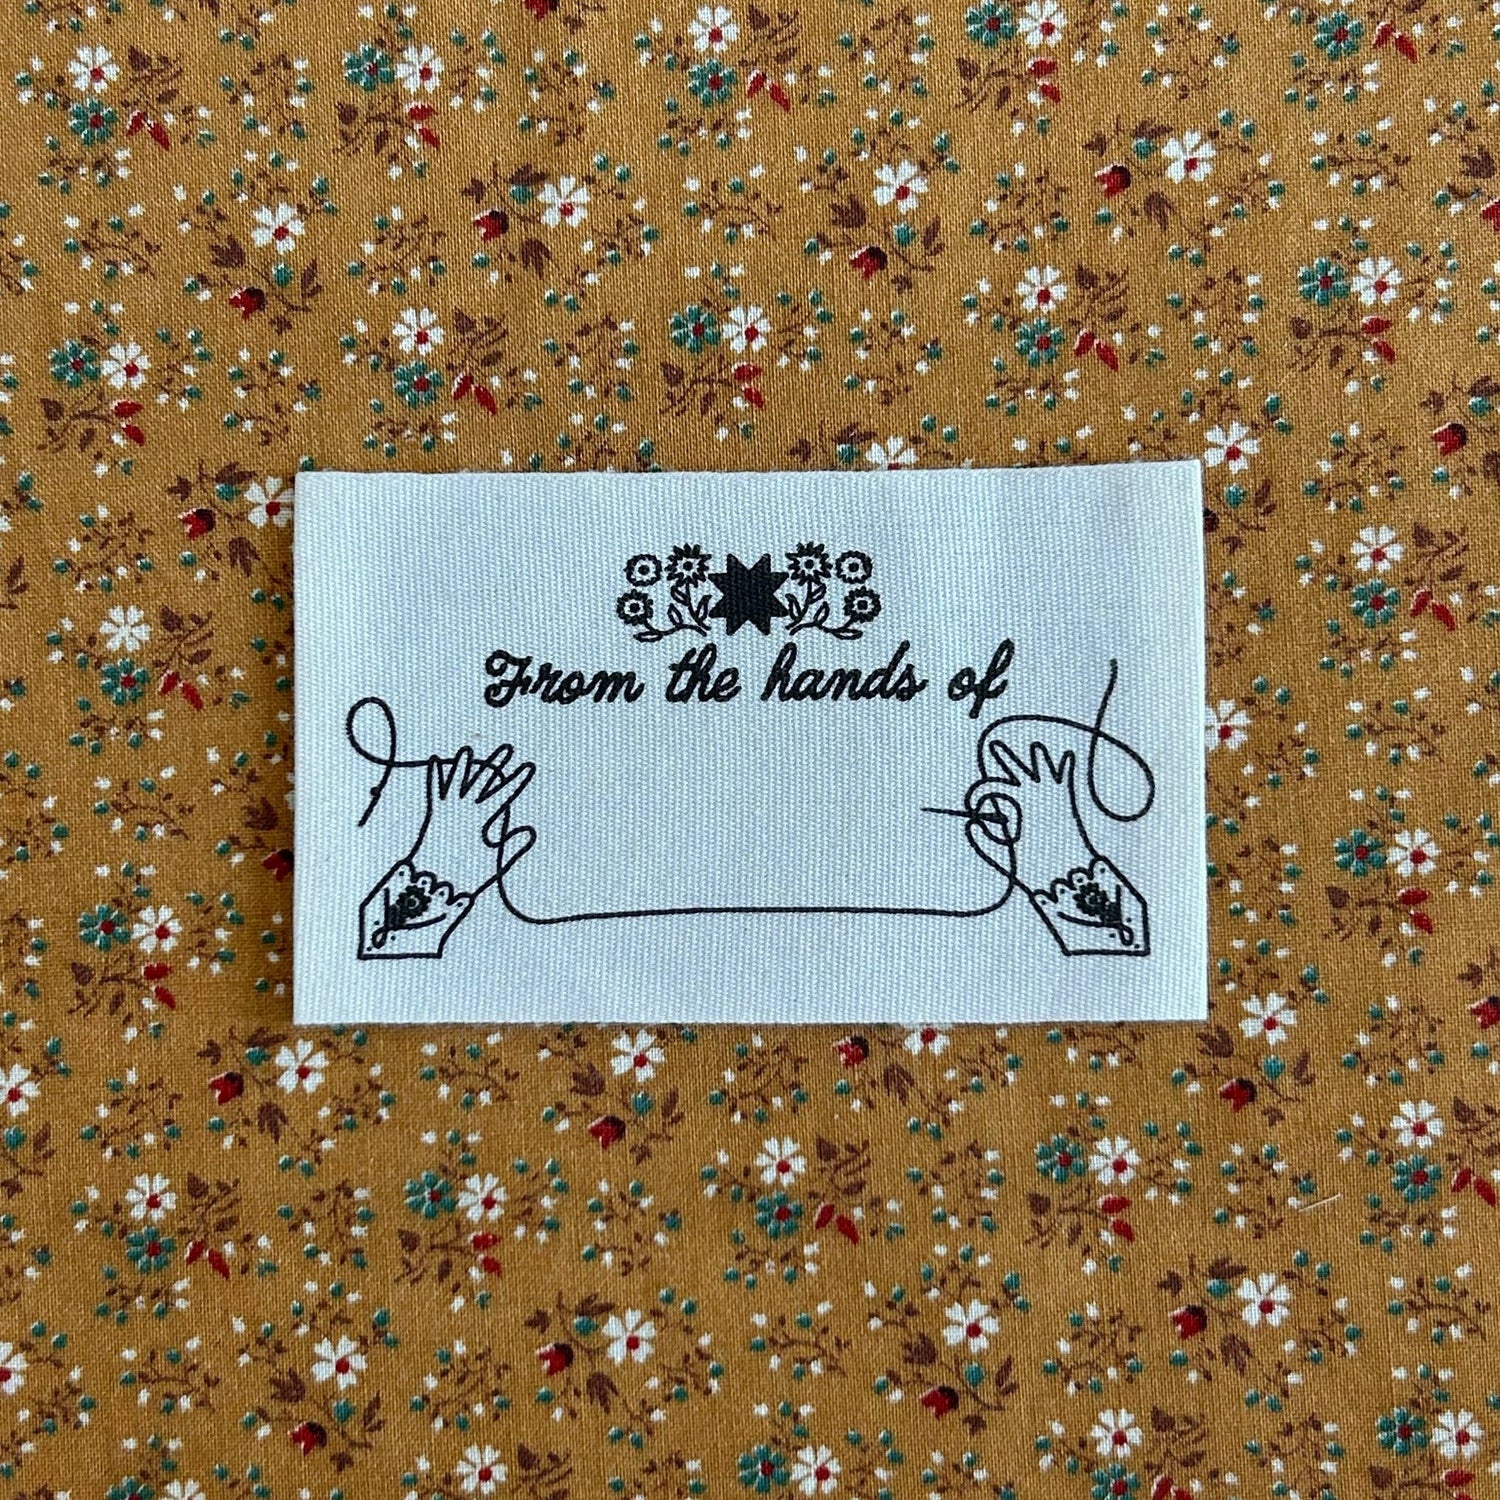 From the hands of